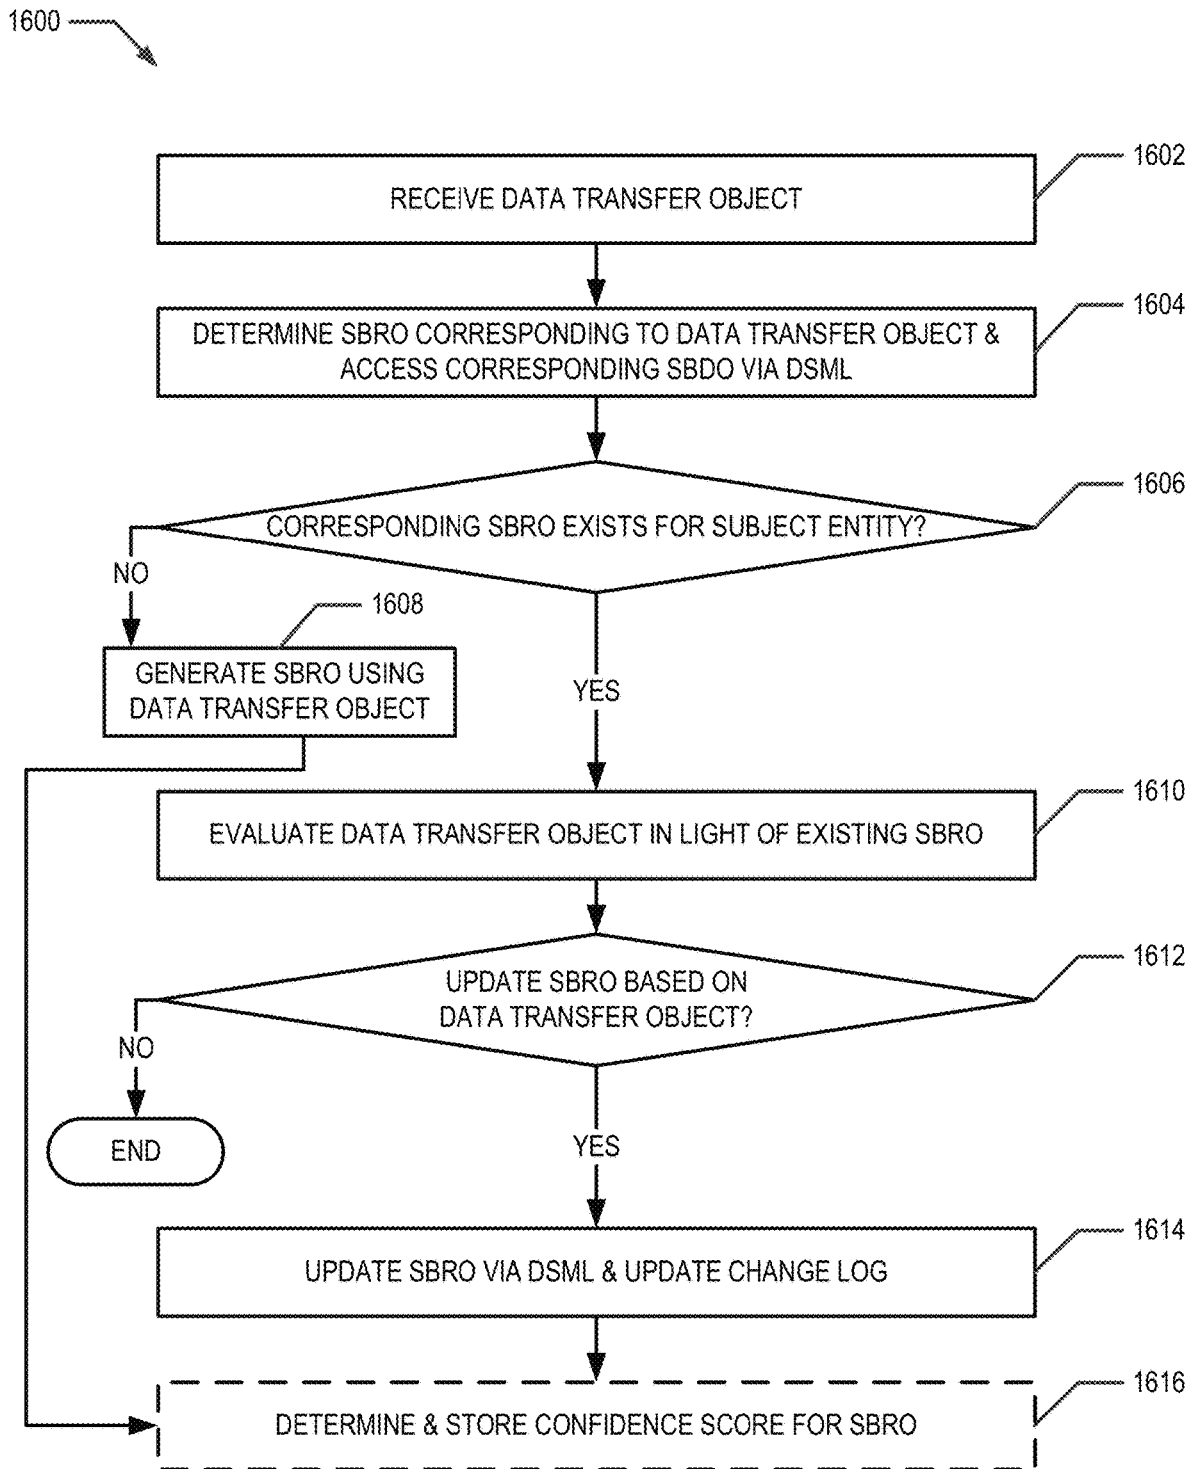 1600
1602
RECEIVE DATA TRANSFER OBJECT
1604
DETERMINE SBRO CORRESPONDING TO DATA TRANSFER OBJECT &
ACCESS CORRESPONDING SBDO VIA DSML
1606
CORRESPONDING SBRO EXISTS FOR SUBJECT ENTITY?
NO
1608
GENERATE SBRO USING
DATA TRANSFER OBJECT
YES
1610
EVALUATE DATA TRANSFER OBJECT IN LIGHT OF EXISTING SBRO
1612
UPDATE SBRO BASED ON
DATA TRANSFER OBJECT?
NO
END
YES
1614
UPDATE SBRO VIA DSML & UPDATE CHANGE LOG
1616
DETERMINE & STORE CONFIDENCE SCORE FOR SBRO